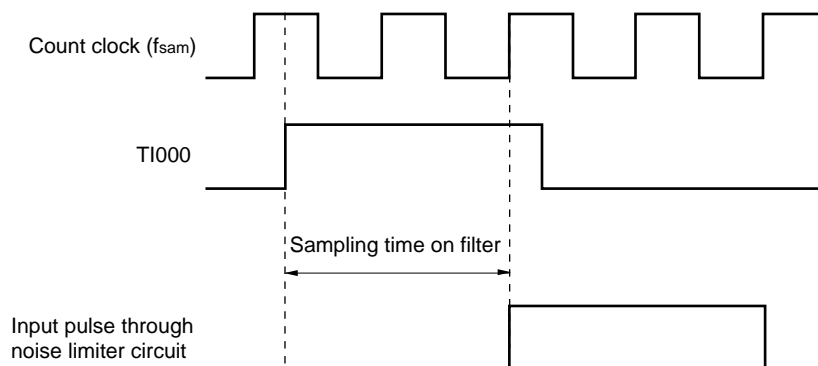 Count clock (fsam)
TI000
Sampling time on filter
Input pulse through
noise limiter circuit